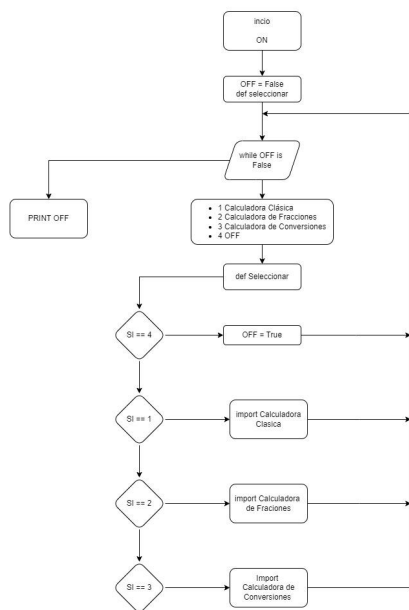 incio
ON
OFF = False
def seleccionar
while OFF is
False
PRINT OFF
1 Calculadora Clásica
2 Calculadora de Fracciones
3 Calculadora de Conversiones
4 OFF
def Seleccionar
SI == 4
OFF = True
SI == 1
import Calculadora
Clasica
SI == 2
import Calculadora
de Fraciones
SI == 3
Import
Calculadora de
Conversiones